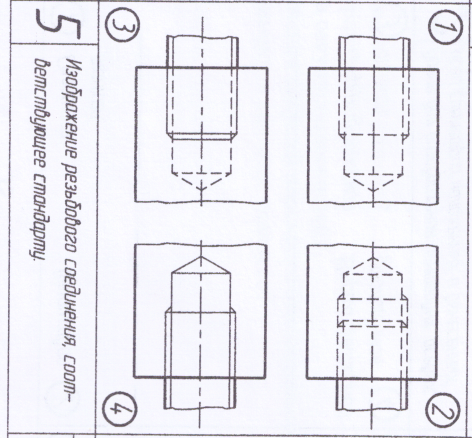 5
Изображение резьбового соединения, соот-
ветствующее стандарту.
1
2
3
4